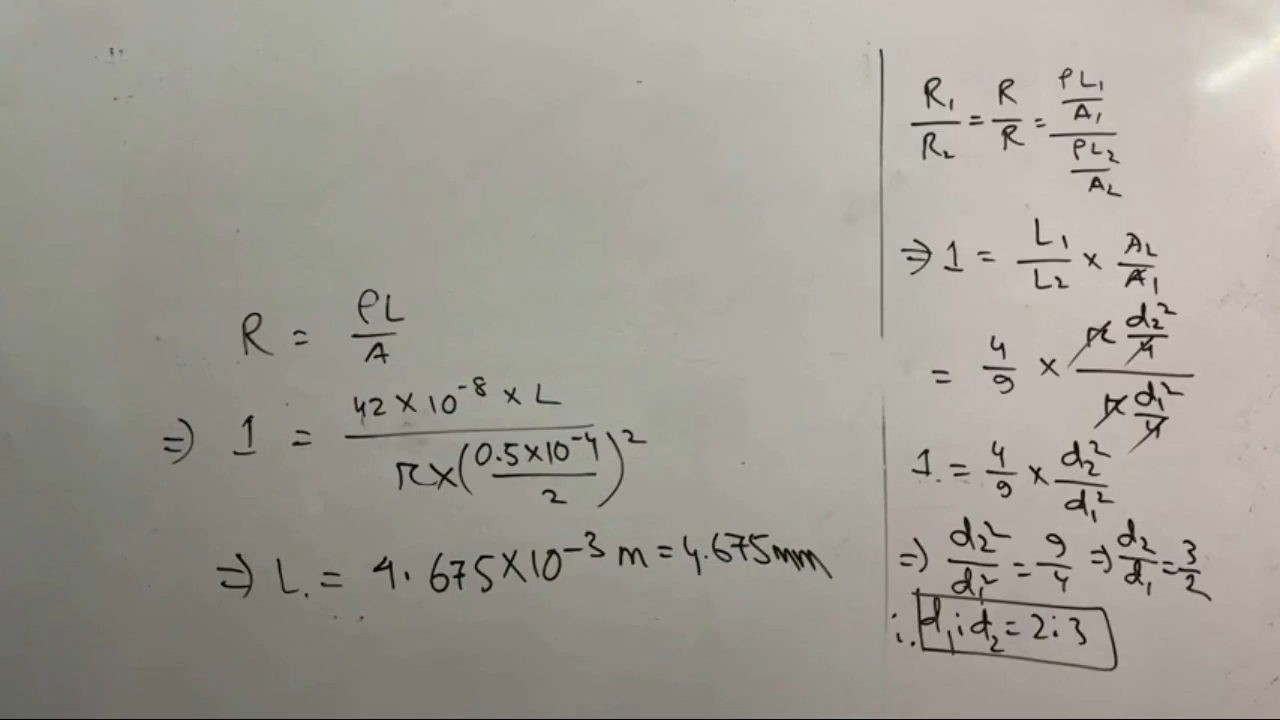 R = ρL/A
⇒ 1 = 42 × 10⁻⁸ × L / π×(0.5×10⁻⁴/2)²
⇒ L. = 4.675×10⁻³ m = 4.675mm
R₁/R₂ = R/R = (ρL₁/A₁)/(ρL₂/A₂)
⇒ 1 = L₁/L₂ × A₂/A₁
= 4/9 × (π d₂²/4)/(π d₁²/4)
1. = 4/9 × d₂²/d₁²
⇒ d₂²/d₁² = 9/4 ⇒ d₂/d₁ = 3/2
∴ d₁:d₂ = 2:3